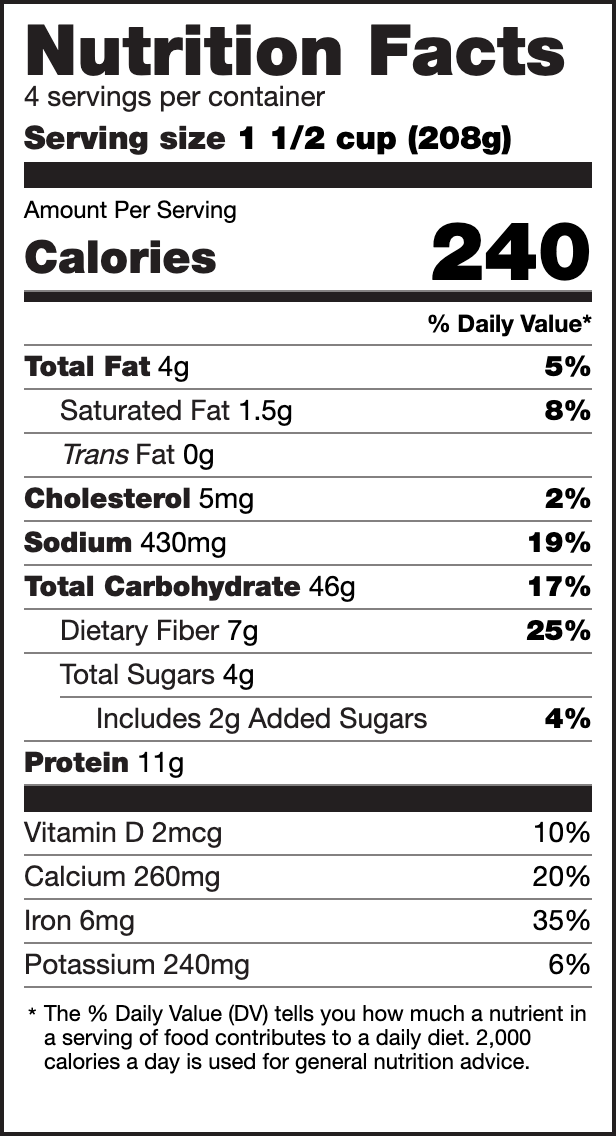 Nutrition Facts
4 servings per container
Serving size 1 1/2 cup (208g)
Amount Per Serving
Calories 240
% Daily Value*
Total Fat 4g 5%
Saturated Fat 1.5g 8%
Trans Fat 0g
Cholesterol 5mg 2%
Sodium 430mg 19%
Total Carbohydrate 46g 17%
Dietary Fiber 7g 25%
Total Sugars 4g
Includes 2g Added Sugars 4%
Protein 11g
Vitamin D 2mcg 10%
Calcium 260mg 20%
Iron 6mg 35%
Potassium 240mg 6%
* The % Daily Value (DV) tells you how much a nutrient in
a serving of food contributes to a daily diet. 2,000
calories a day is used for general nutrition advice.